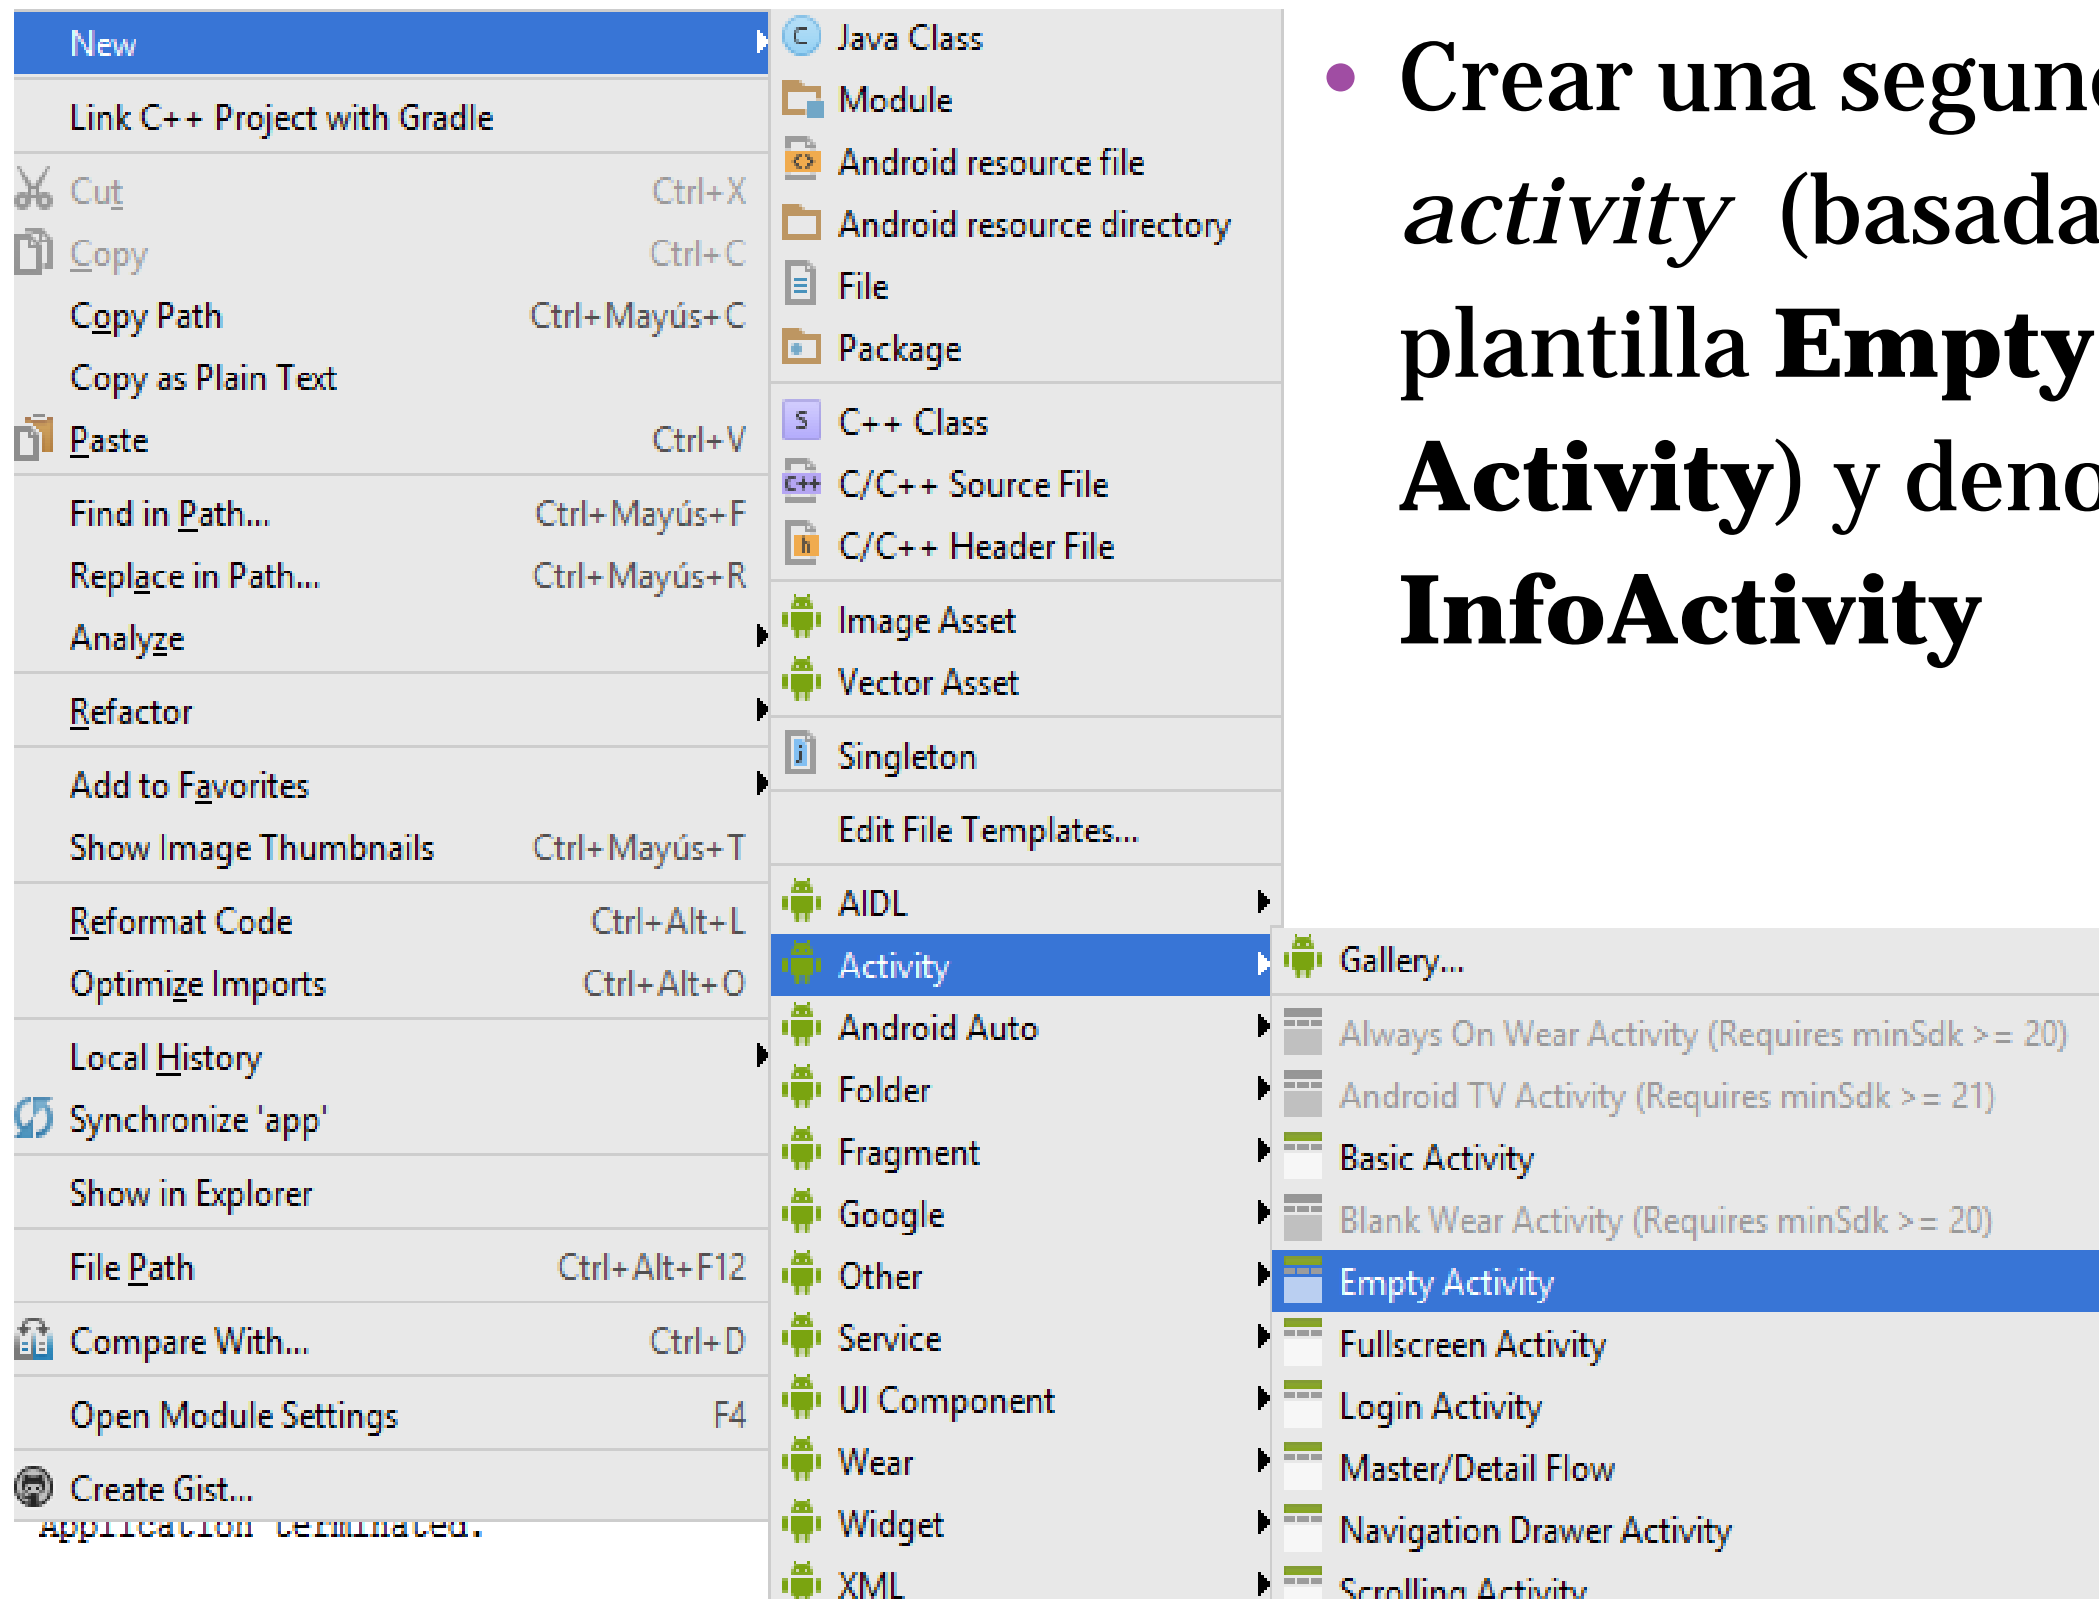 New
Link C++ Project with Gradle
Cut Ctrl+X
Copy Ctrl+C
Copy Path Ctrl+Mayús+C
Copy as Plain Text
Paste Ctrl+V
Find in Path... Ctrl+Mayús+F
Replace in Path... Ctrl+Mayús+R
Analyze
Refactor
Add to Favorites
Show Image Thumbnails Ctrl+Mayús+T
Reformat Code Ctrl+Alt+L
Optimize Imports Ctrl+Alt+O
Local History
Synchronize 'app'
Show in Explorer
File Path Ctrl+Alt+F12
Compare With... Ctrl+D
Open Module Settings F4
Create Gist...
Application terminated.
Java Class
Module
Android resource file
Android resource directory
File
Package
C++ Class
C/C++ Source File
C/C++ Header File
Image Asset
Vector Asset
Singleton
Edit File Templates...
AIDL
Activity
Android Auto
Folder
Fragment
Google
Other
Service
UI Component
Wear
Widget
XML
Gallery...
Always On Wear Activity (Requires minSdk >= 20)
Android TV Activity (Requires minSdk >= 21)
Basic Activity
Blank Wear Activity (Requires minSdk >= 20)
Empty Activity
Fullscreen Activity
Login Activity
Master/Detail Flow
Navigation Drawer Activity
Scrolling Activity
• Crear una
activity (basada
plantilla Empty
Activity) y
InfoActivity